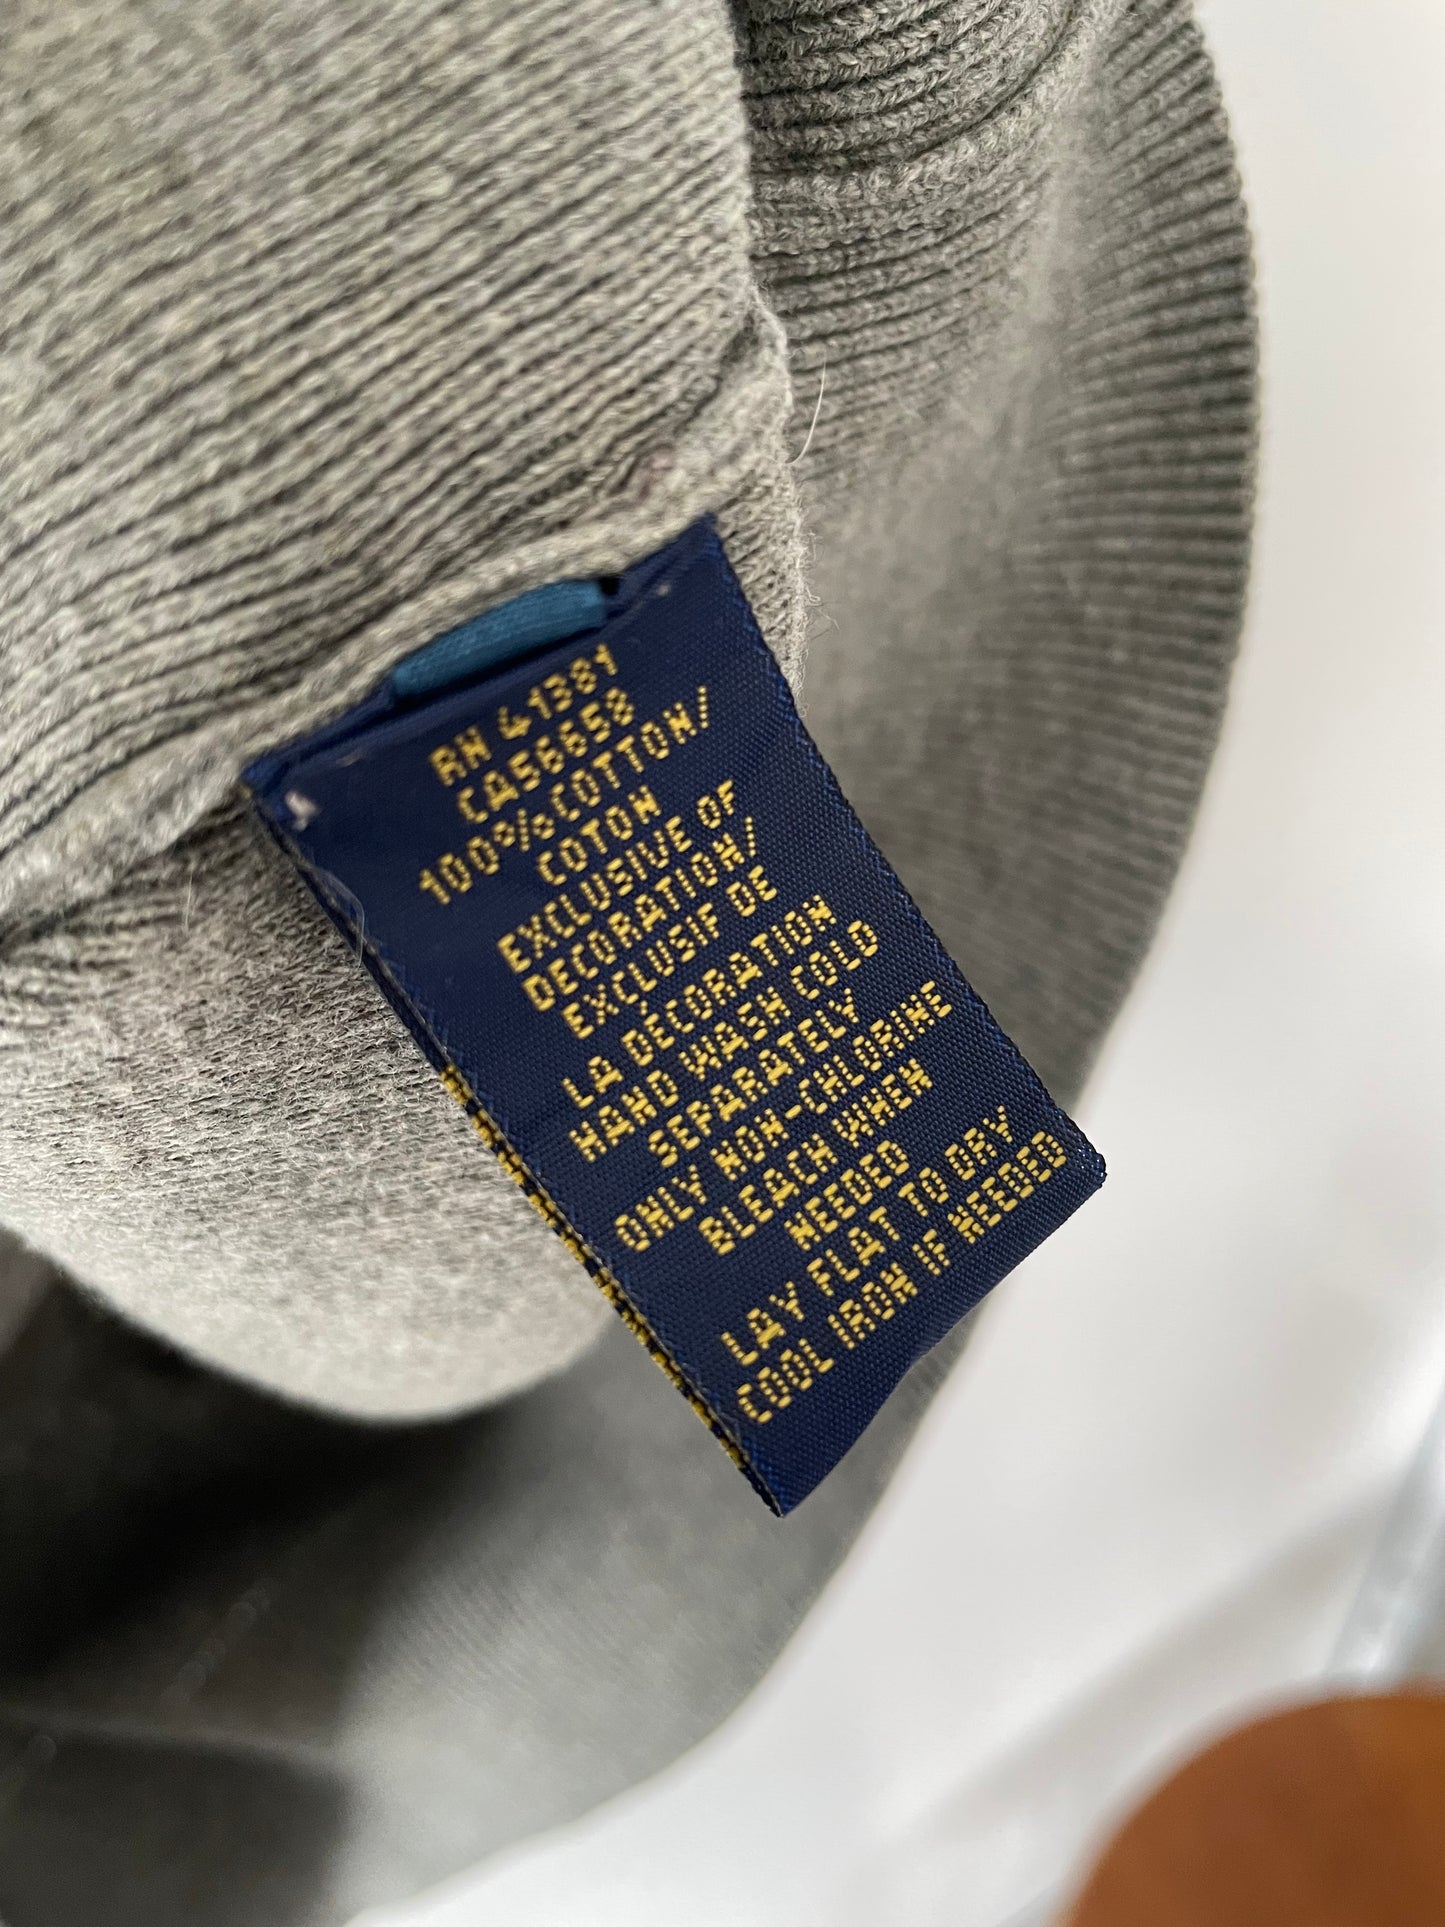 RN 41381
CA56658
100% COTTON/
COTON
EXCLUSIVE OF
DECORATION/
EXCLUSIF DE
LA DECORATION
HAND WASH COLD
SEPARATELY
ONLY NON-CHLORINE
BLEACH WHEN
NEEDED
LAY FLAT TO DRY
COOL IRON IF NEEDED